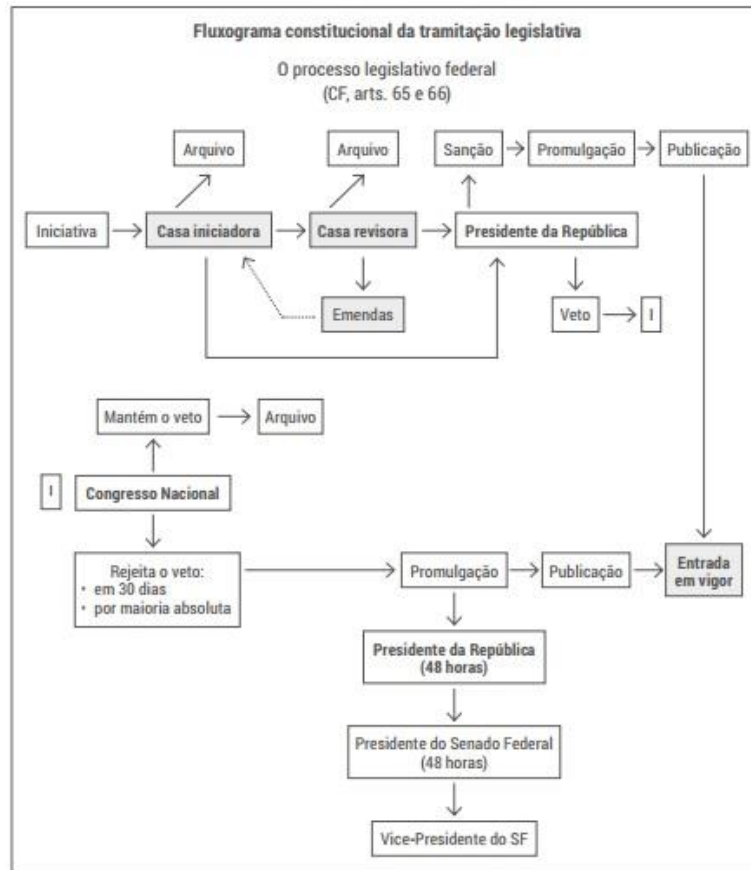 Fluxograma constitucional da tramitação legislativa
O processo legislativo federal
(CF, arts. 65 e 66)
Arquivo
Arquivo
Sanção
Promulgação
Publicação
Iniciativa
Casa iniciadora
Casa revisora
Presidente da República
Emendas
Veto
I
Mantém o veto
Arquivo
I
Congresso Nacional
Rejeita o veto:
• em 30 dias
• por maioria absoluta
Promulgação
Publicação
Entrada
em vigor
Presidente da República
(48 horas)
Presidente do Senado Federal
(48 horas)
Vice-Presidente do SF